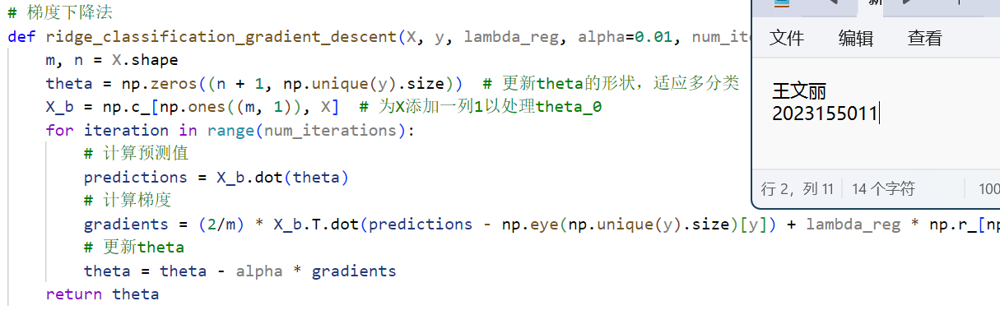 # 梯度下降法
def ridge_classification_gradient_descent(X, y, lambda_reg, alpha=0.01,
    m, n = X.shape
    theta = np.zeros((n + 1, np.unique(y).size))  # 更新theta的形状，适应多分类
    X_b = np.c_[np.ones((m, 1)), X]  # 为X添加一列1以处理theta_0
    for iteration in range(num_iterations):
        # 计算预测值
        predictions = X_b.dot(theta)
        # 计算梯度
        gradients = (2/m) * X_b.T.dot(predictions - np.eye(np.unique(y).size)[y]) + lambda_reg * np.r_[
        # 更新theta
        theta = theta - alpha * gradients
    return theta
文件 编辑 查看
王文丽
2023155011
行 2，列 11 14 个字符 100